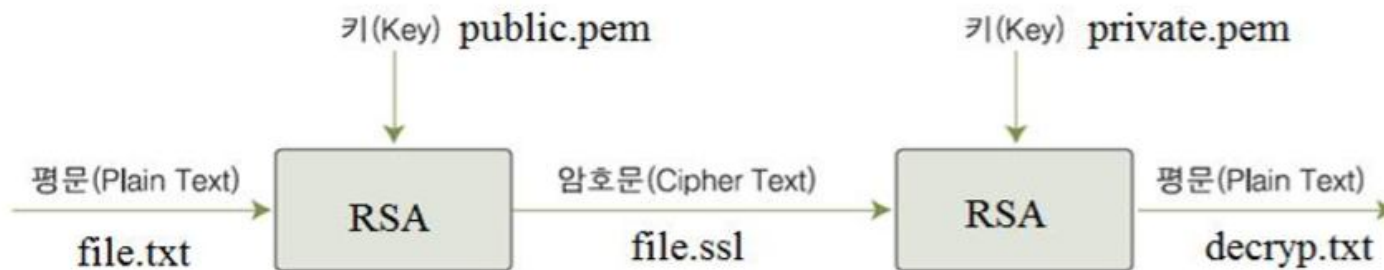 키(Key) public.pem
키(Key) private.pem
평문(Plain Text)
RSA
암호문(Cipher Text)
RSA
평문(Plain Text)
file.txt
file.ssl
decryp.txt